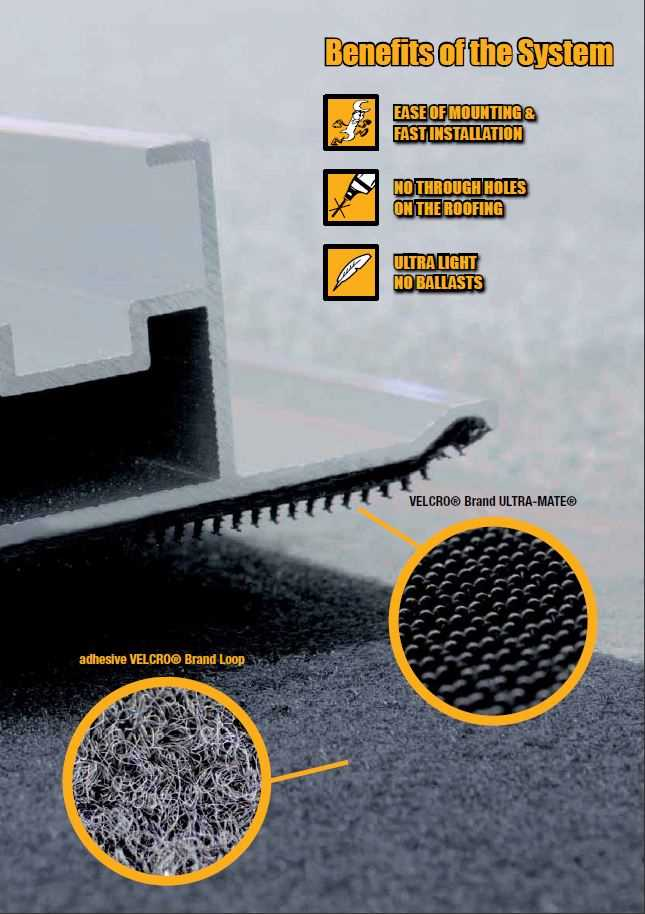 Benefits of the System
EASE OF MOUNTING &
FAST INSTALLATION
NO THROUGH HOLES
ON THE ROOFING
ULTRA LIGHT
NO BALLASTS
VELCRO® Brand ULTRA-MATE®
adhesive VELCRO® Brand Loop